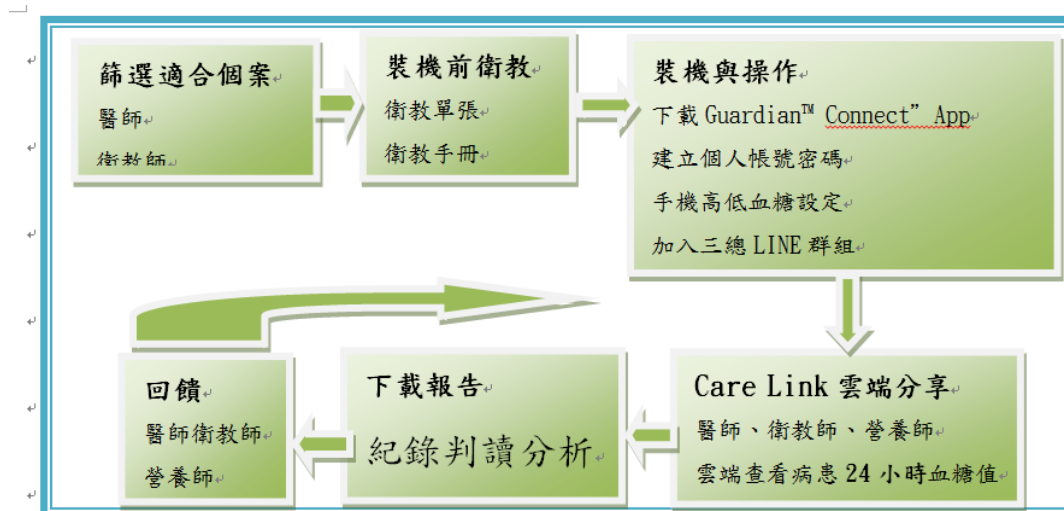 篩選適合個案
醫師
衛教師
裝機前衛教
衛教單張
衛教手冊
裝機與操作
下載 Guardian™ Connect” App
建立個人帳號密碼
手機高低血糖設定
加入三總 LINE 群組
Care Link 雲端分享
醫師、衛教師、營養師
雲端查看病患 24 小時血糖值
下載報告
紀錄判讀分析
回饋
醫師衛教師
營養師